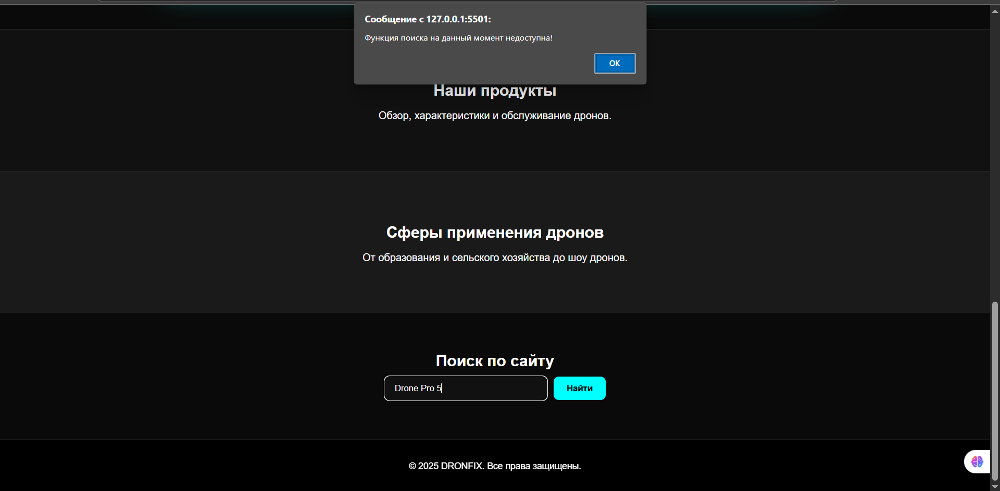 Сообщение с 127.0.0.1:5501:
Функция поиска на данный момент недоступна!
ОК
Наши продукты
Обзор, характеристики и обслуживание дронов.
Сферы применения дронов
От образования и сельского хозяйства до шоу дронов.
Поиск по сайту
Drone Pro 5
Найти
© 2025 DRONFIX. Все права защищены.